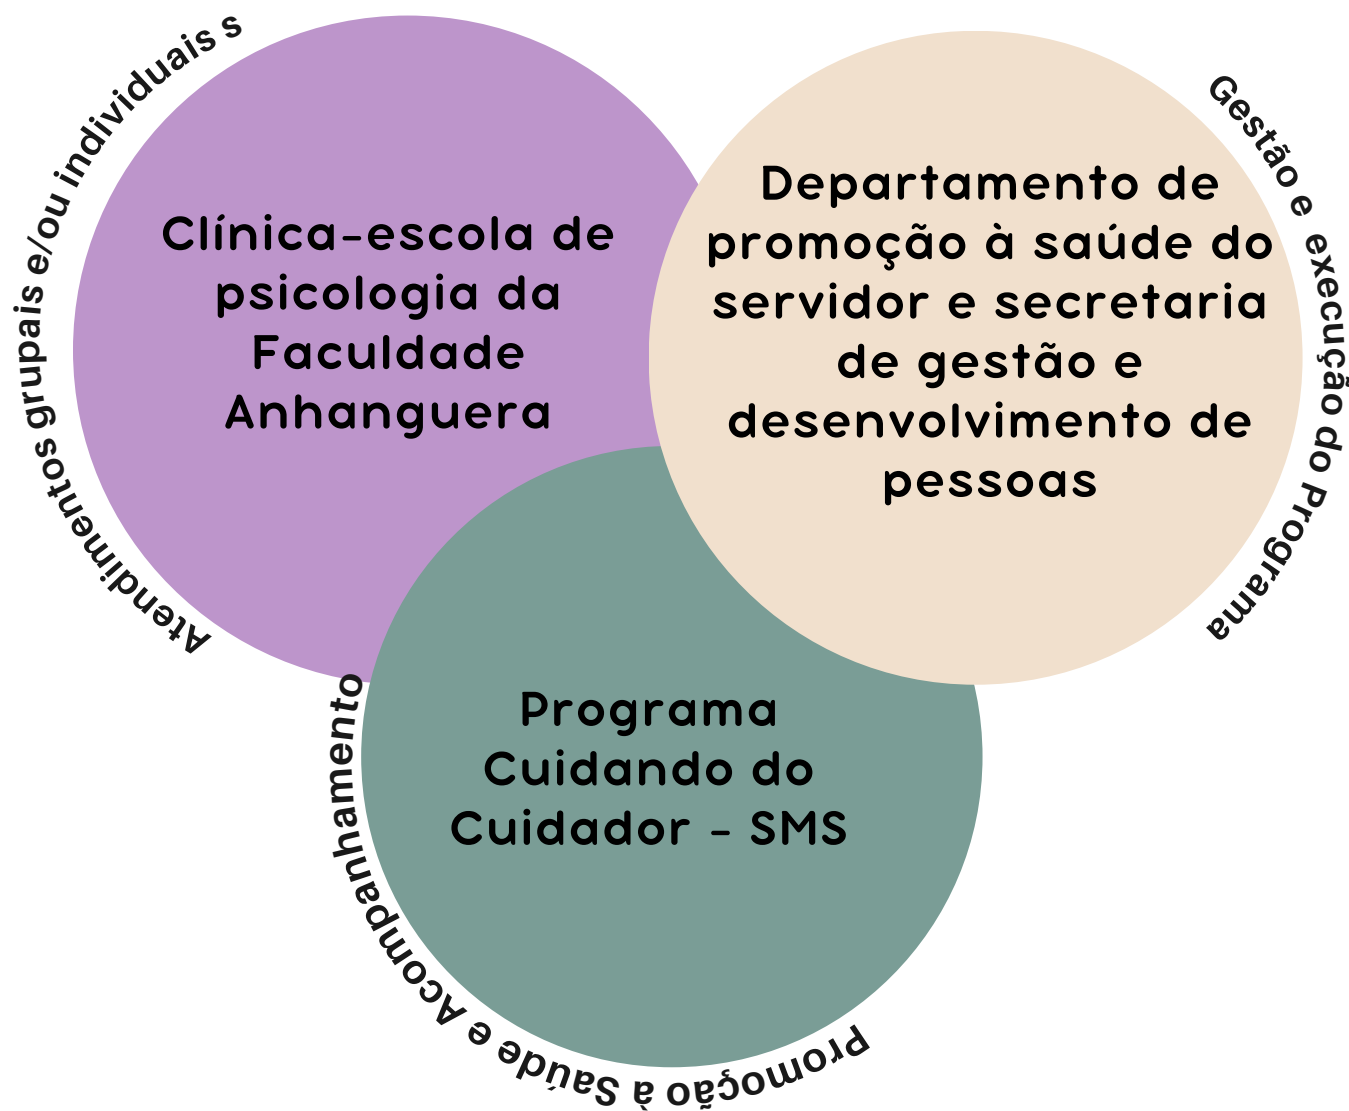 Atendimentos grupais e/ou individuais s
Clínica-escola de
psicologia da
Faculdade
Anhanguera
Departamento de
promoção à saúde do
servidor e secretaria
de gestão e
desenvolvimento de
pessoas
Gestão e execução do Programa
Programa
Cuidando do
Cuidador - SMS
Promoção à Saúde e Acompanhamento